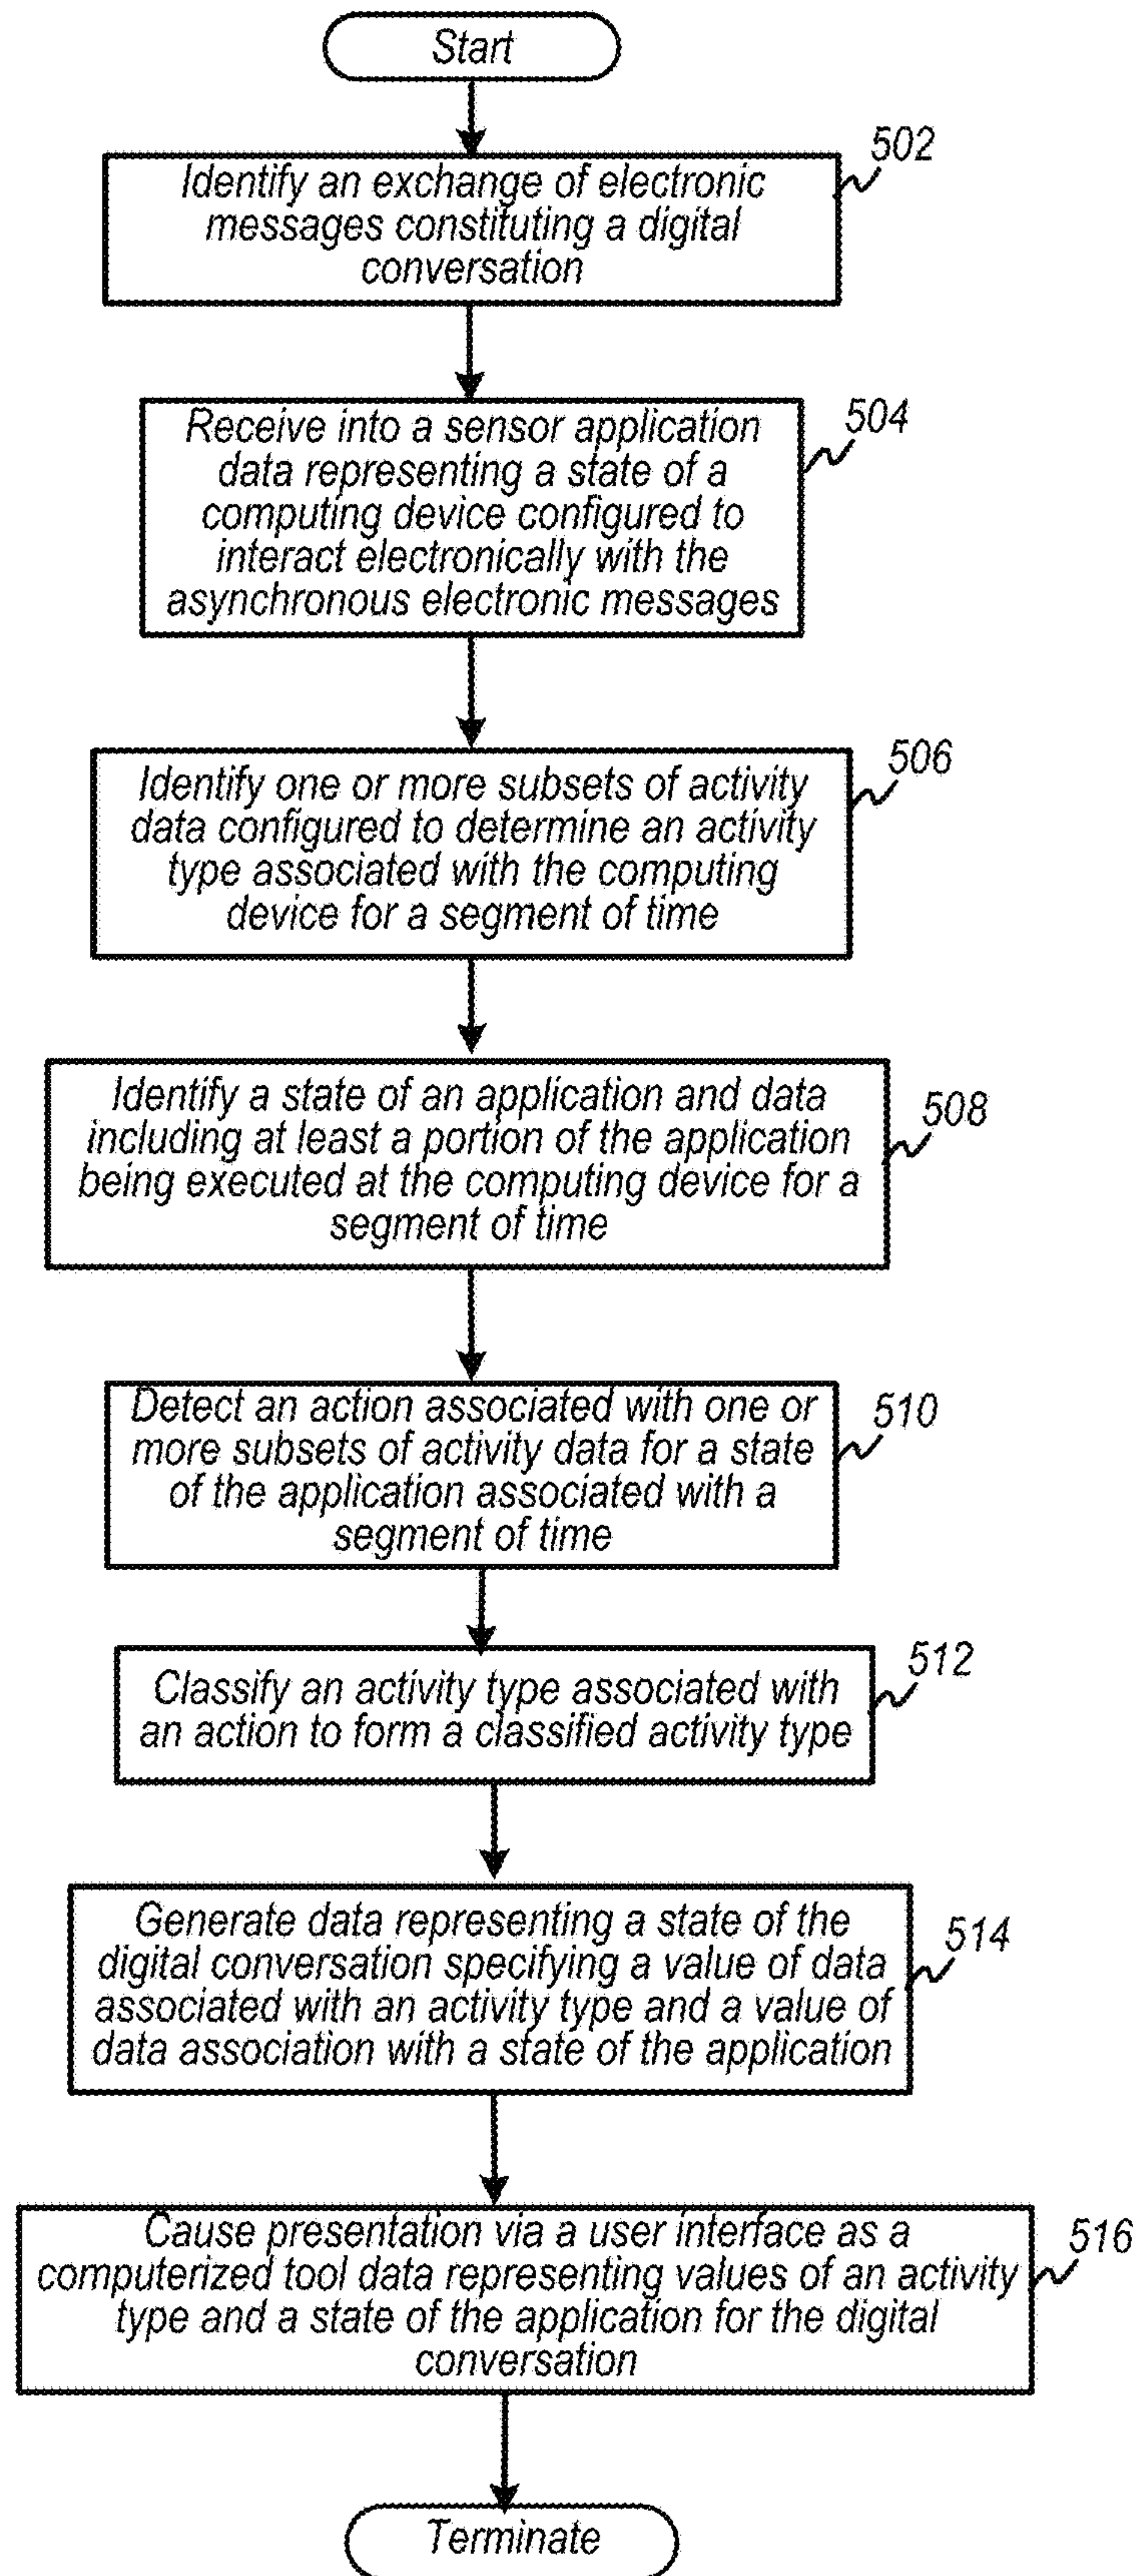 Start
502
Identify an exchange of electronic
messages constituting a digital
conversation
504
Receive into a sensor application
data representing a state of a
computing device configured to
interact electronically with the
asynchronous electronic messages
506
Identify one or more subsets of activity
data configured to determine an activity
type associated with the computing
device for a segment of time
508
Identify a state of an application and data
including at least a portion of the application
being executed at the computing device for a
segment of time
510
Detect an action associated with one or
more subsets of activity data for a state
of the application associated with a
segment of time
512
Classify an activity type associated with
an action to form a classified activity type
514
Generate data representing a state of the
digital conversation specifying a value of data
associated with an activity type and a value of
data association with a state of the application
516
Cause presentation via a user interface as a
computerized tool data representing values of an activity
type and a state of the application for the digital
conversation
Terminate